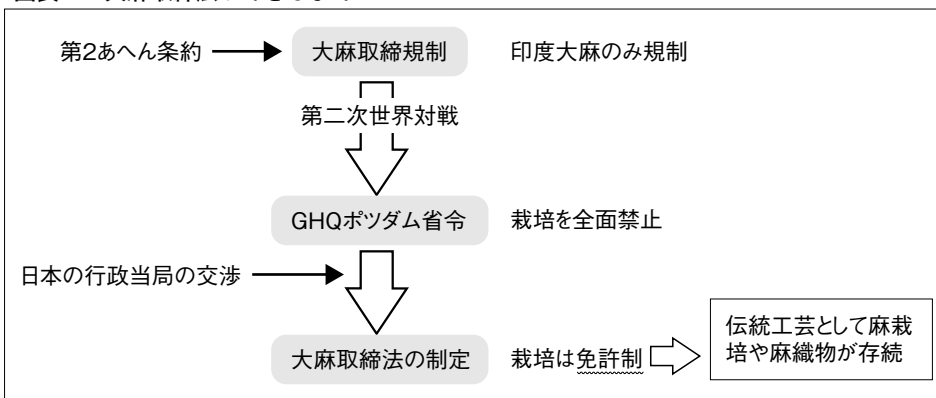 第2あへん条約
大麻取締規制
印度大麻のみ規制
第二次世界対戦
GHQポツダム省令
栽培を全面禁止
日本の行政当局の交渉
大麻取締法の制定
栽培は免許制
伝統工芸として麻栽
培や麻織物が存続